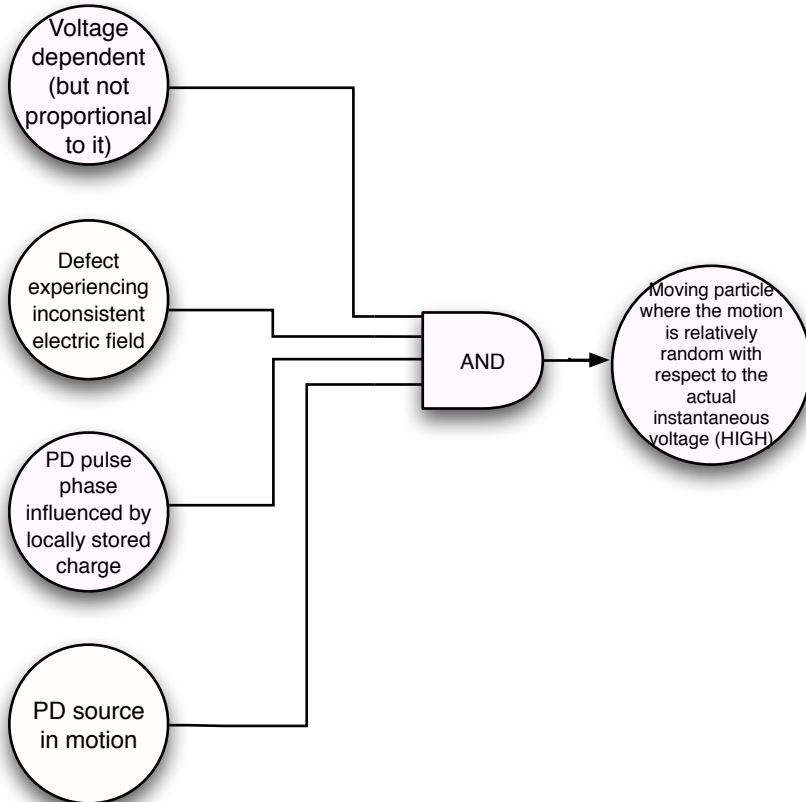 Voltage
dependent
(but not
proportional
to it)
Defect
experiencing
inconsistent
electric field
PD pulse
phase
influenced by
locally stored
charge
PD source
in motion
AND
Moving particle
where the motion
is relatively
random with
respect to the
actual
instantaneous
voltage (HIGH)